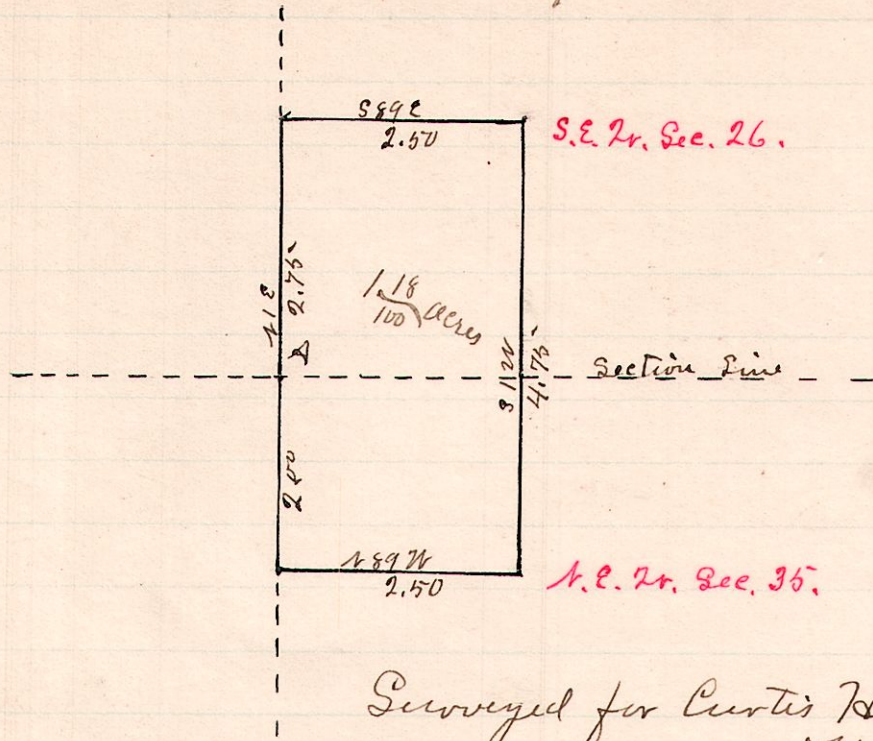 S89E
2.50
S.E. Qr. Sec. 26.
N1E
2.75
1.18
100 acres
S1W
4.75
Section Line
2.00
N89W
2.50
N.E. Qr. Sec. 35.
Surveyed for Curtis